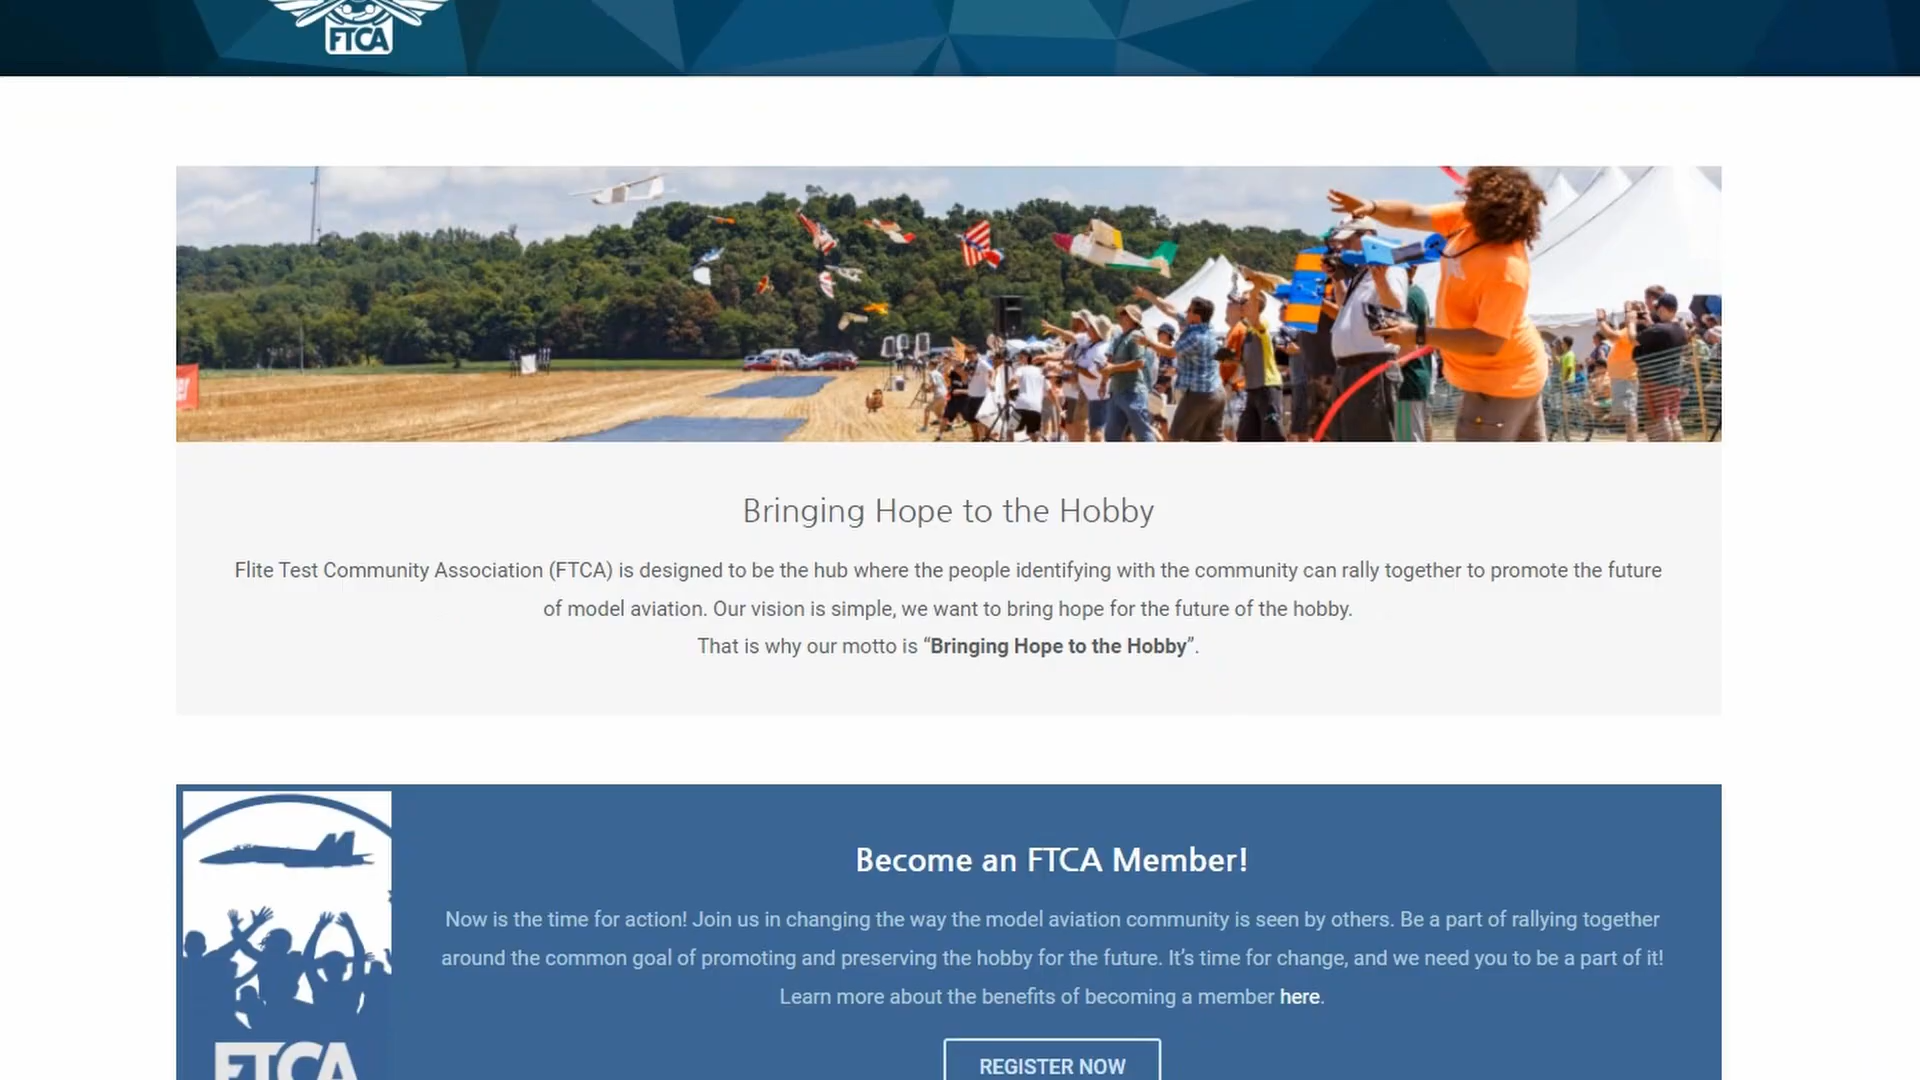 FTCA
Bringing Hope to the Hobby
Flite Test Community Association (FTCA) is designed to be the hub where the people identifying with the community can rally together to promote the future
of model aviation. Our vision is simple, we want to bring hope for the future of the hobby.
That is why our motto is “Bringing Hope to the Hobby”.
Become an FTCA Member!
Now is the time for action! Join us in changing the way the model aviation community is seen by others. Be a part of rallying together
around the common goal of promoting and preserving the hobby for the future. It’s time for change, and we need you to be a part of it!
Learn more about the benefits of becoming a member here.
FTCA
REGISTER NOW